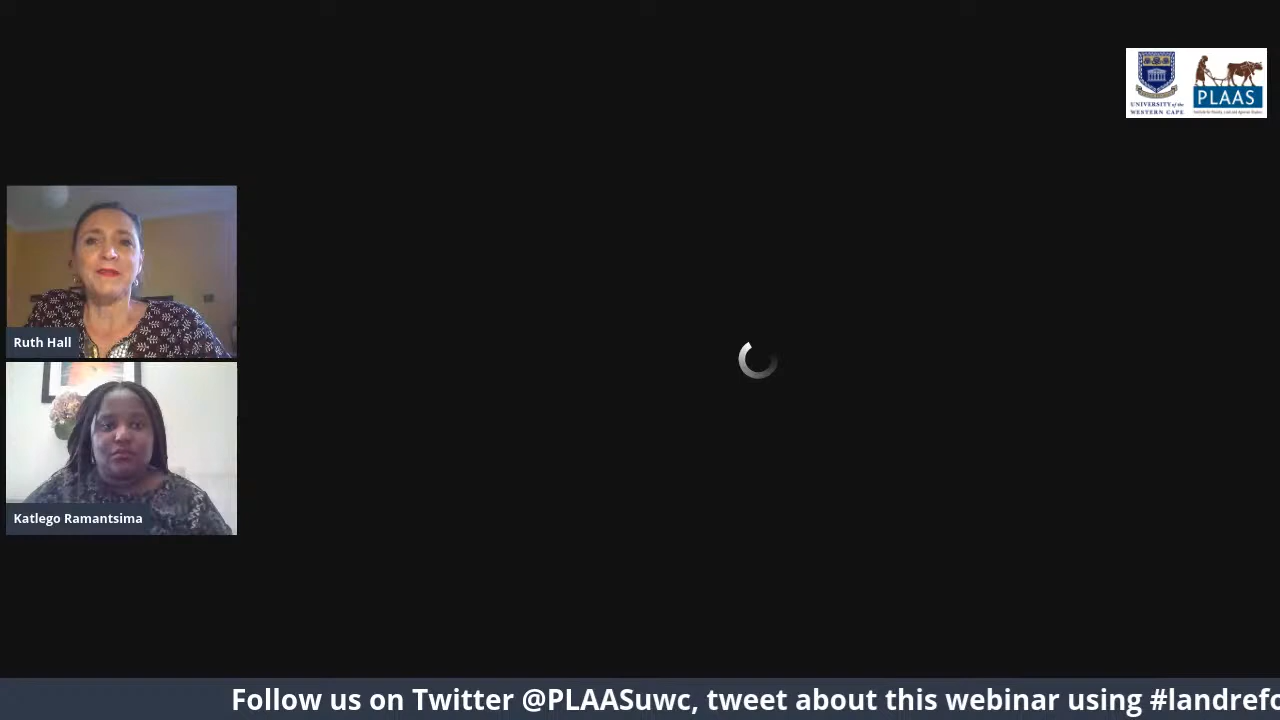 UNIVERSITY of the
WESTERN CAPE
PLAAS
Ruth Hall
Katlego Ramantsima
Follow us on Twitter @PLAASuwc, tweet about this webinar using #landrefo